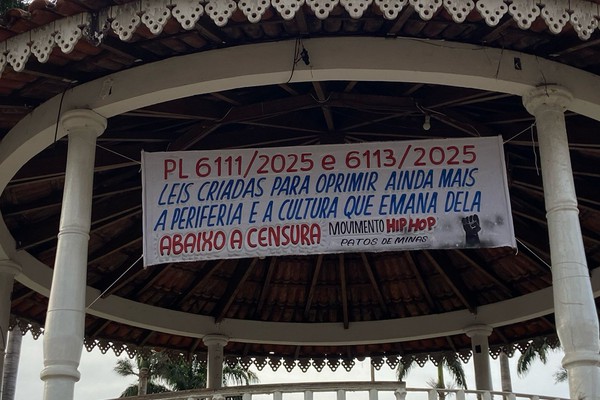 PL 6111/2025 e 6113/2025
LEIS CRIADAS PARA OPRIMIR AINDA MAIS
A PERIFERIA E A CULTURA QUE EMANA DELA
ABAIXO A CENSURA MOVIMENTO HIP HOP
PATOS DE MINAS